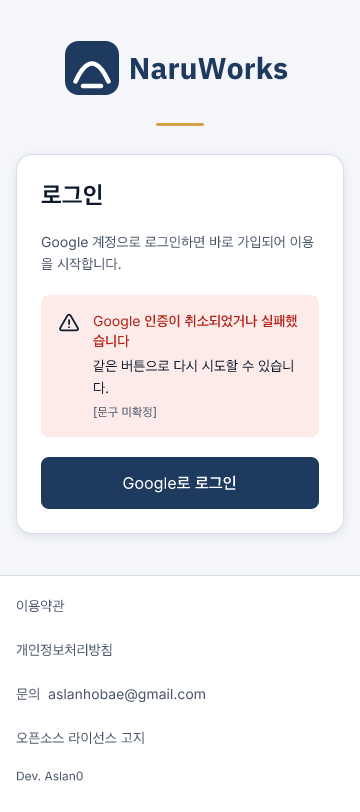 NaruWorks
로그인
Google 계정으로 로그인하면 바로 가입되어 이용
을 시작합니다.
Google 인증이 취소되었거나 실패했
습니다
같은 버튼으로 다시 시도할 수 있습니
다.
[문구 미확정]
Google로 로그인
이용약관
개인정보처리방침
문의 aslanhobae@gmail.com
오픈소스 라이선스 고지
Dev. Aslan0